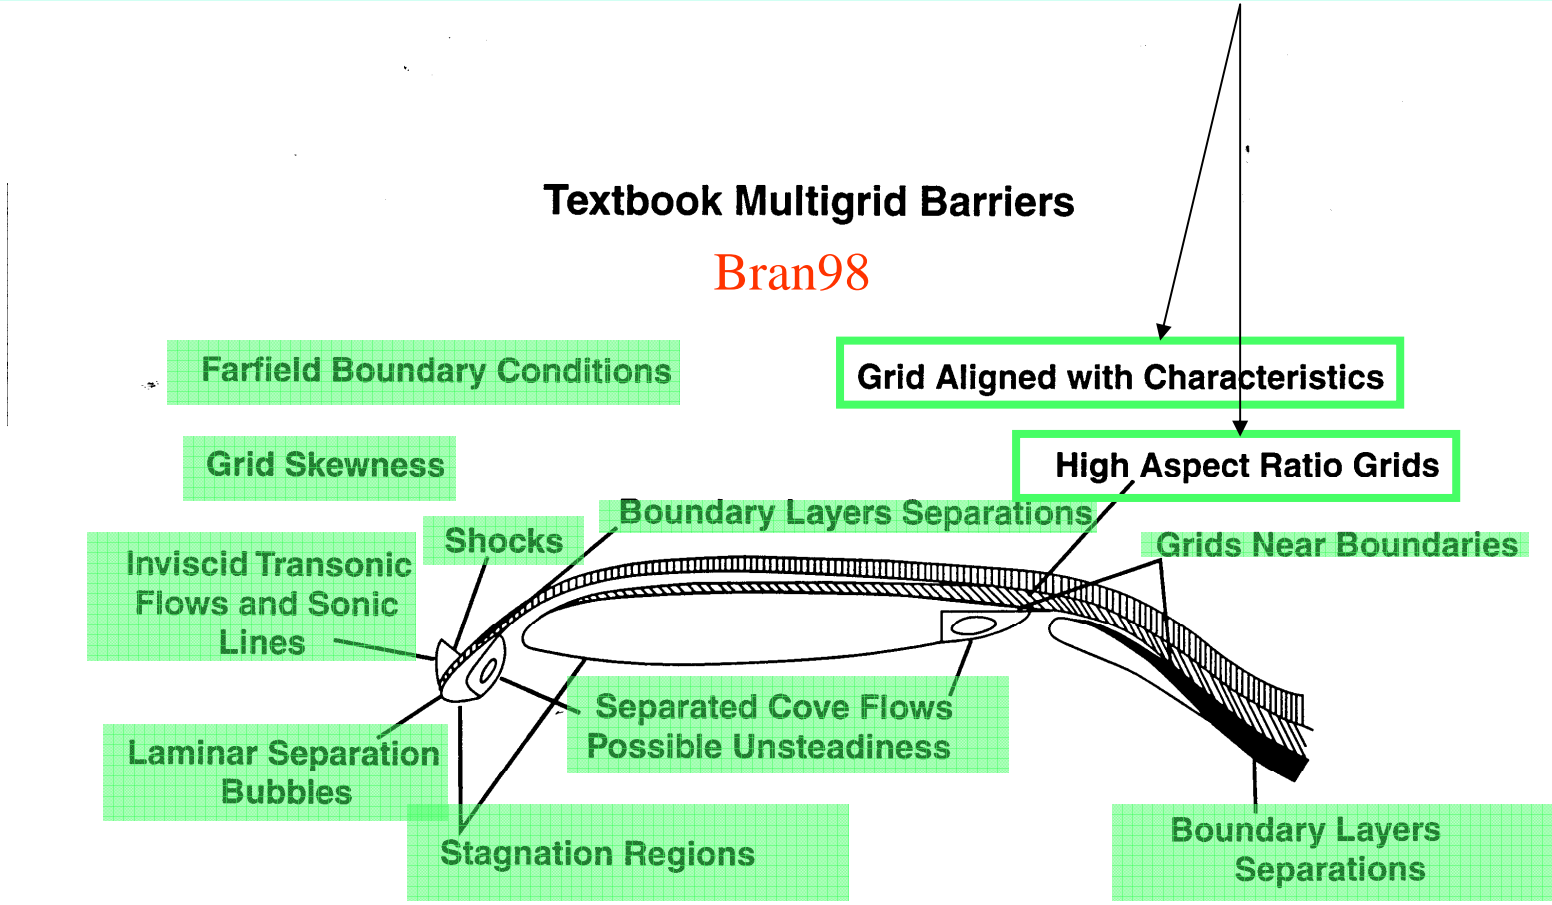 Textbook Multigrid Barriers
Bran98
Farfield Boundary Conditions
Grid Aligned with Characteristics
Grid Skewness
High Aspect Ratio Grids
Boundary Layers Separations
Shocks
Grids Near Boundaries
Inviscid Transonic
Flows and Sonic
Lines
Separated Cove Flows
Possible Unsteadiness
Laminar Separation
Bubbles
Stagnation Regions
Boundary Layers
Separations